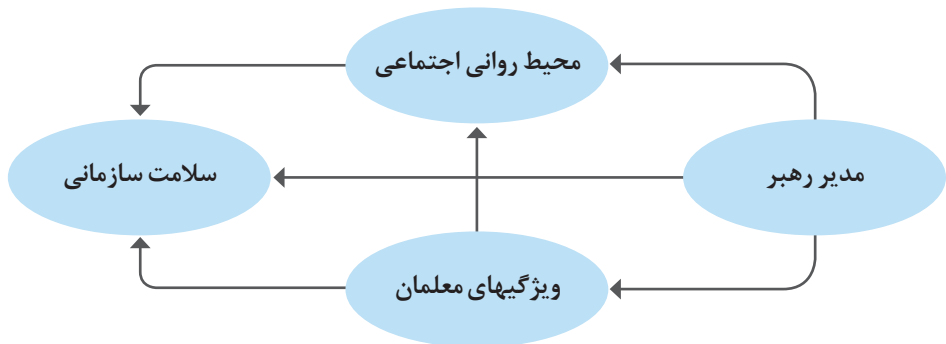 محیط روانی اجتماعی
مدیر رهبر
سلامت سازمانی
ویژگیهای معلمان